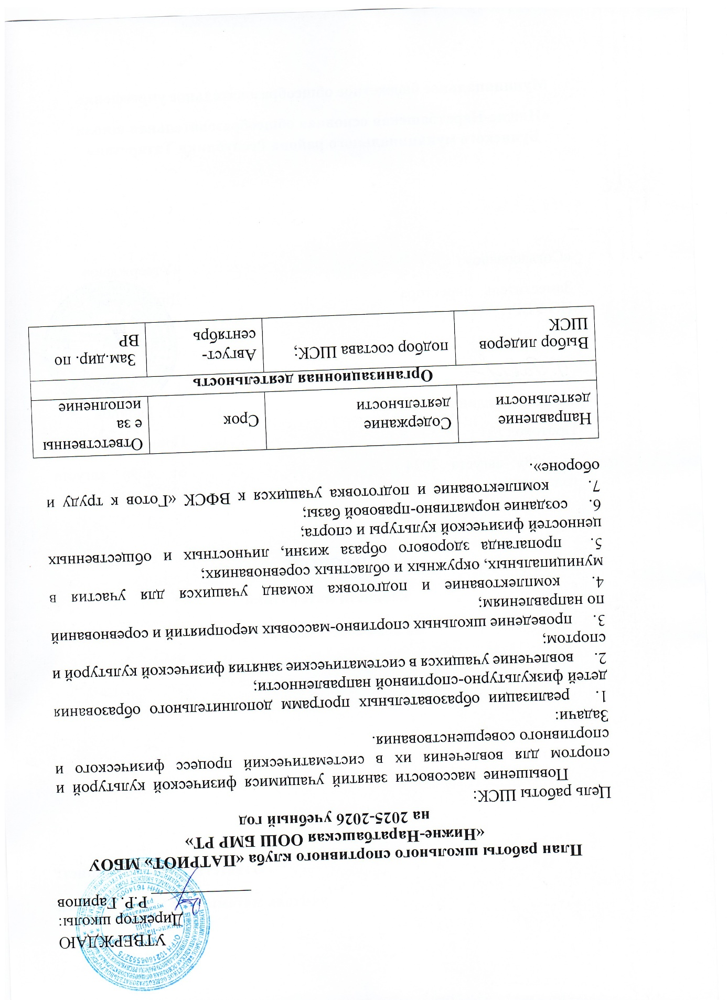 УТВЕРЖДАЮ
Директор школы:
Р.Р. Гарипов
План работы школьного спортивного клуба «ПАТРИОТ» МБОУ
«Нижне-Наратбашская ООШ БМР РТ»
на 2025-2026 учебный год
Цель работы ШСК:
Повышение массовости занятий учащимися физической культурой и
спортом для вовлечения их в систематический процесс физического и
спортивного совершенствования.
Задачи:
1. реализации образовательных программ дополнительного образования
детей физкультурно-спортивной направленности;
2. вовлечение учащихся в систематические занятия физической культурой и
спортом;
3. проведение школьных спортивно-массовых мероприятий и соревнований
по направлениям;
4. комплектование и подготовка команд учащихся для участия в
муниципальных, окружных и областных соревнованиях;
5. пропаганда здорового образа жизни, личностных и общественных
ценностей физической культуры и спорта;
6. создание нормативно-правовой базы;
7. комплектование и подготовка учащихся к ВФСК «Готов к труду и
обороне».
Направление
деятельности
Содержание
деятельности
Срок
Ответственны
е за
исполнение
Организационная деятельность
Выбор лидеров
ШСК
подбор состава ШСК;
Август-
сентябрь
Зам.дир. по
ВР